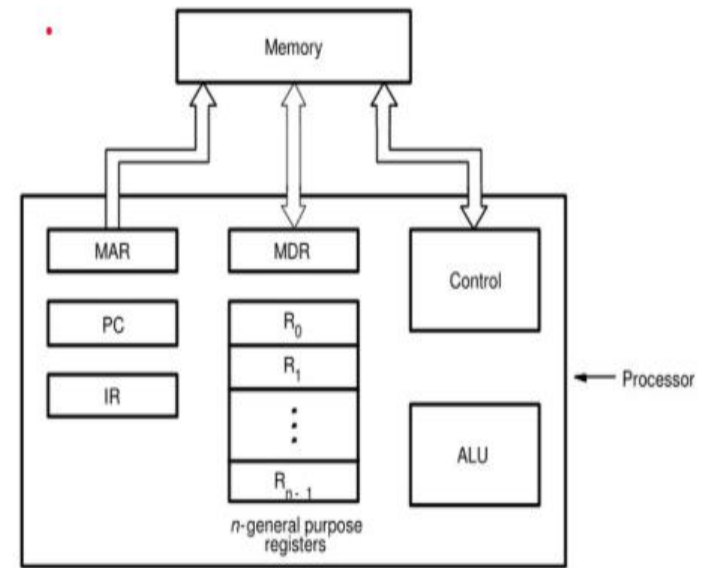 Memory
MAR
MDR
Control
PC
R0
R1
IR
Processor
ALU
Rn-1
n-general purpose
registers